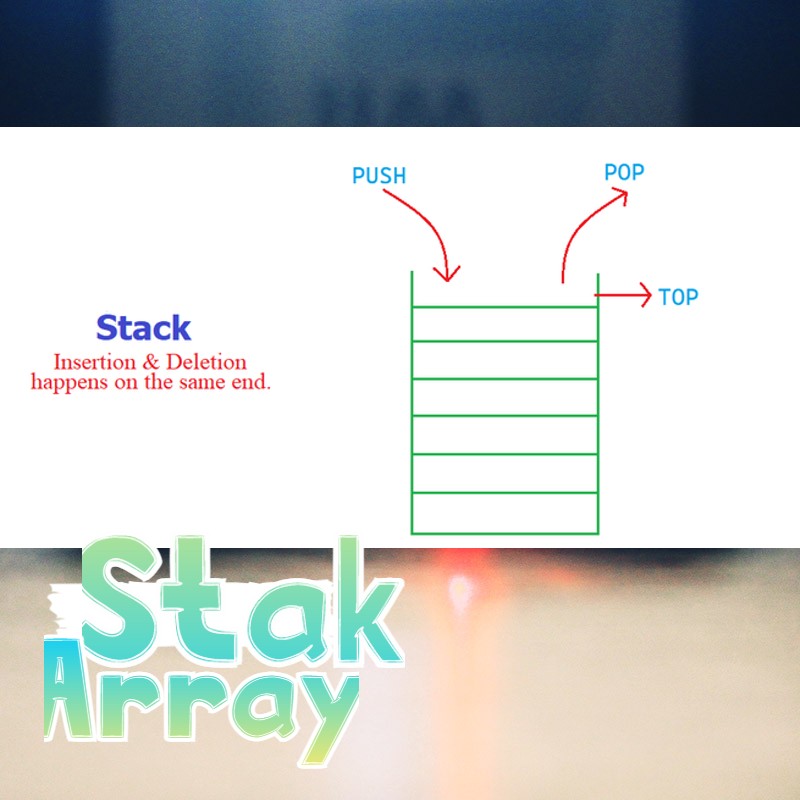 PUSH
POP
TOP
Stack
Insertion & Deletion
happens on the same end.
Stak
Array